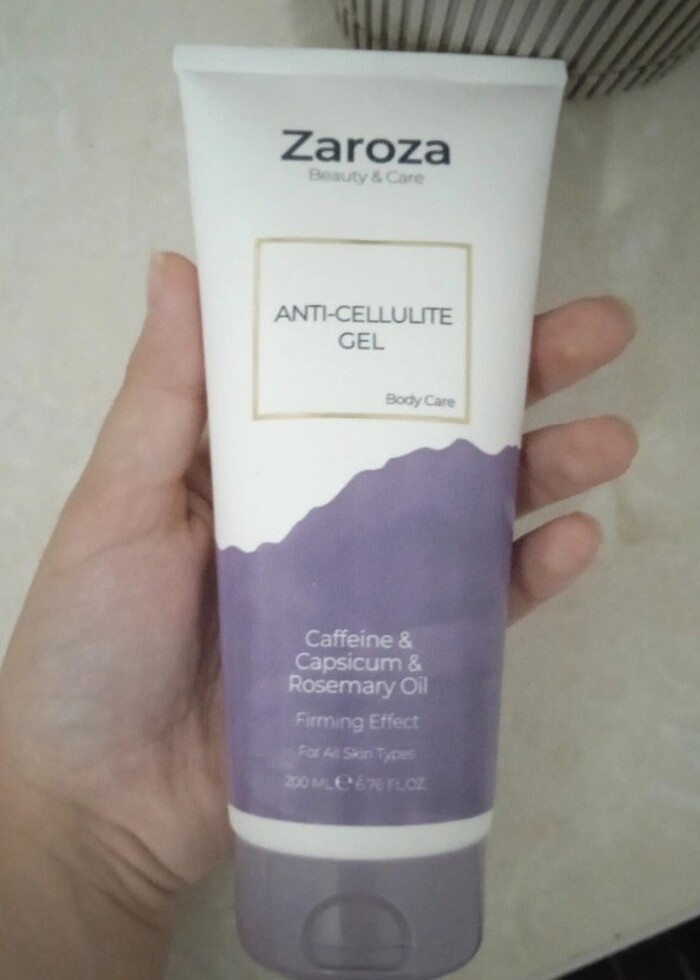 Zaroza
Beauty & Care
ANTI-CELLULITE
GEL
Body Care
Caffeine &
Capsicum &
Rosemary Oil
Firming Effect
For All Skin Types
200 ML ℮ 6.76 FL.OZ